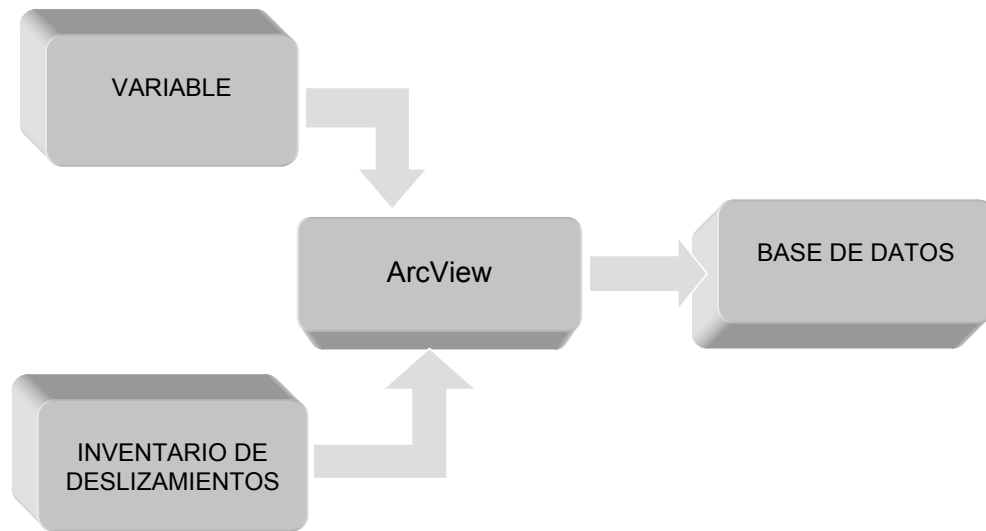 VARIABLE
ArcView
BASE DE DATOS
INVENTARIO DE
DESLIZAMIENTOS